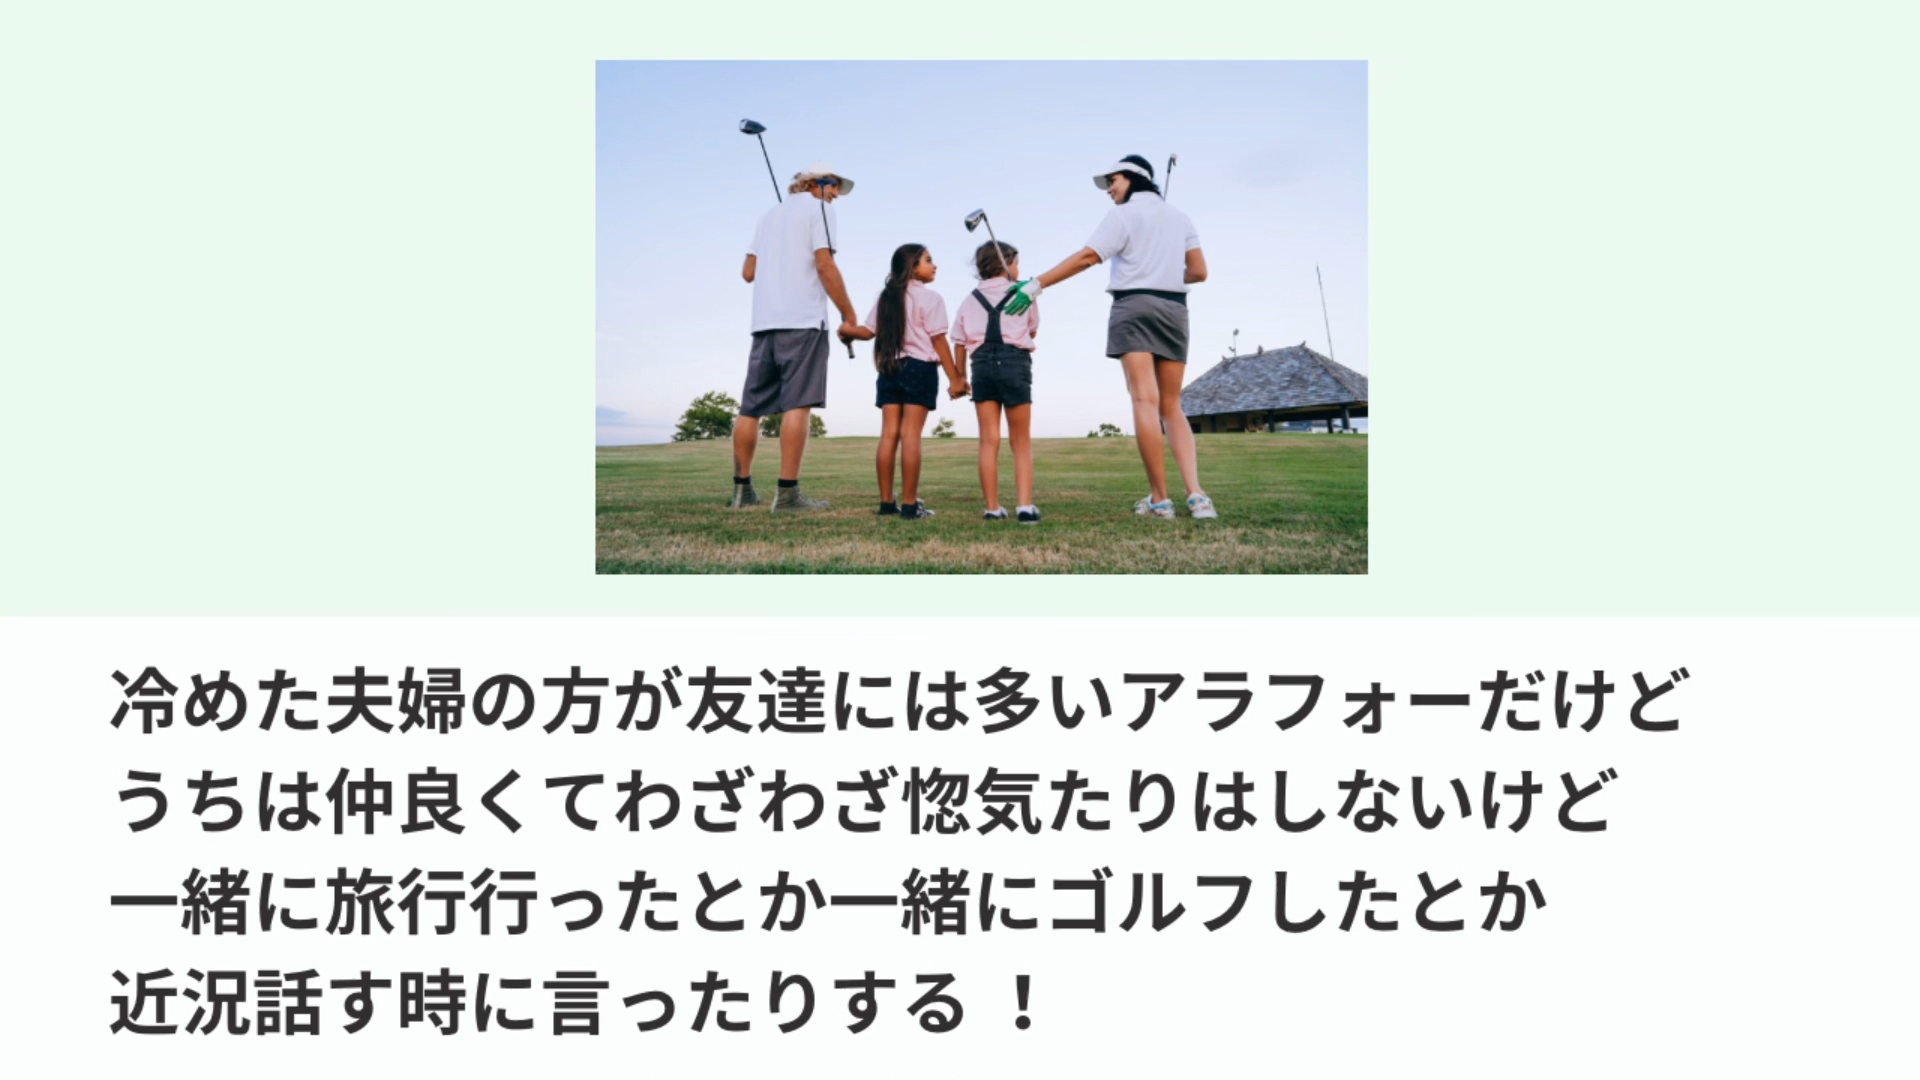 冷めた夫婦の方が友達には多いアラフォーだけど
うちは仲良くてわざわざ惚気たりはしないけど
一緒に旅行行ったとか一緒にゴルフしたとか
近況話す時に言ったりする ！